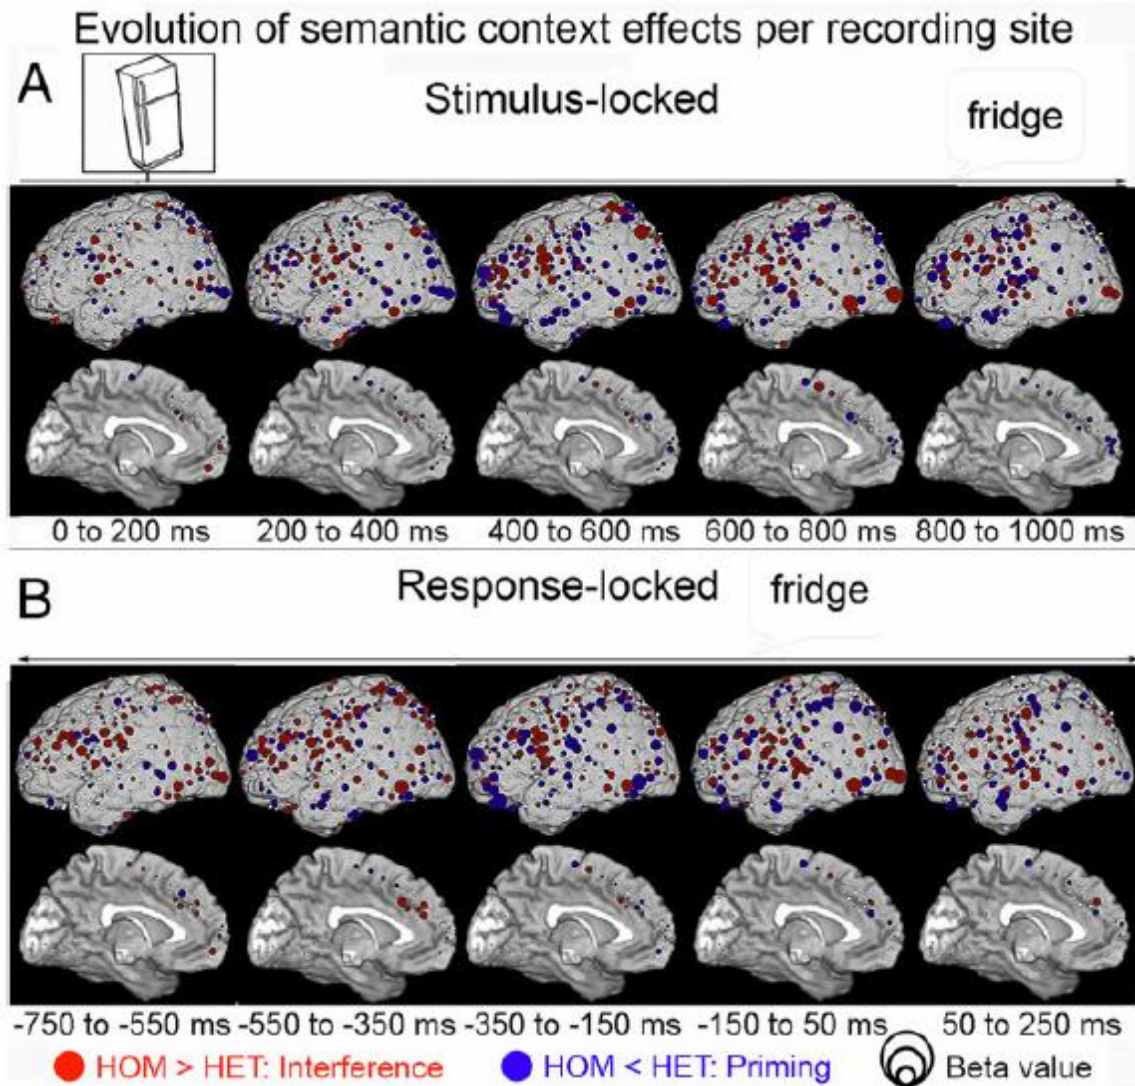 Evolution of semantic context effects per recording site
A
Stimulus-locked
fridge
0 to 200 ms
200 to 400 ms
400 to 600 ms
600 to 800 ms
800 to 1000 ms
B
Response-locked
fridge
-750 to -550 ms
-550 to -350 ms
-350 to -150 ms
-150 to 50 ms
50 to 250 ms
HOM > HET: Interference
HOM < HET: Priming
Beta value